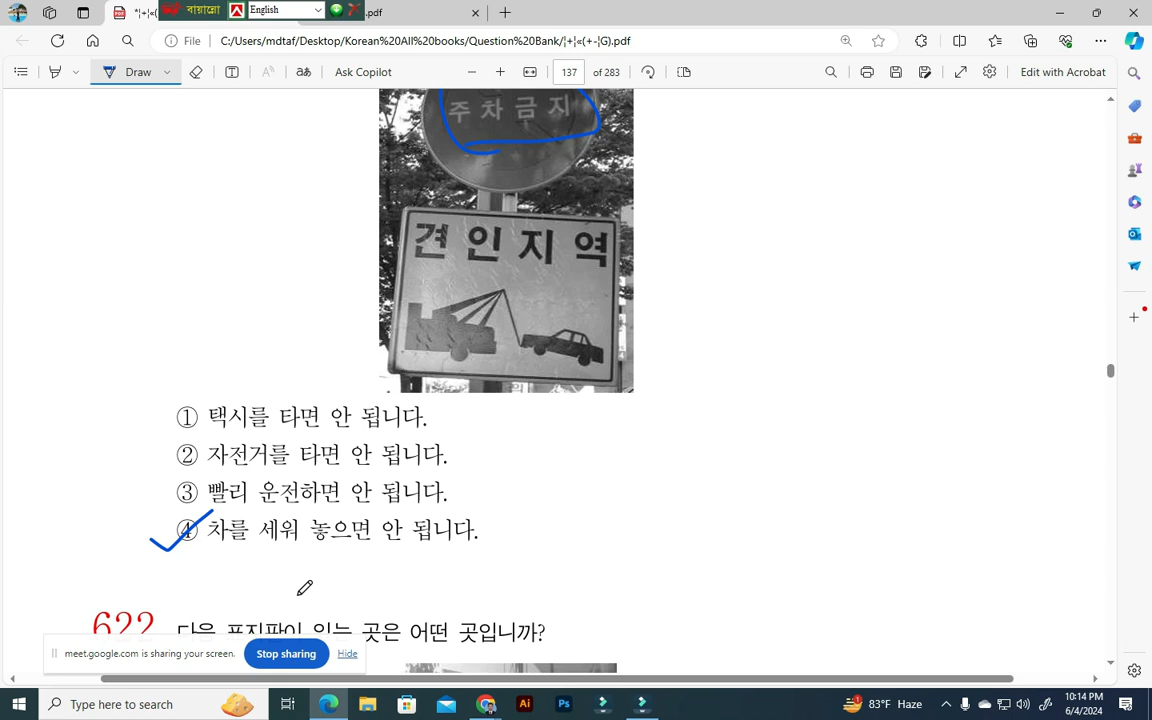 বায়ান্নো
English
.pdf
File
C:/Users/mdtaf/Desktop/Korean%20All%20books/Question%20Bank/¦+¦«(+-¦G).pdf
Draw
Ask Copilot
137 of 283
Edit with Acrobat
주차금지
견인지역
① 택시를 타면 안 됩니다.
② 자전거를 타면 안 됩니다.
③ 빨리 운전하면 안 됩니다.
④ 차를 세워 놓으면 안 됩니다.
622 다음 표지판이 있는 곳은 어떤 곳입니까?
meet.google.com is sharing your screen.
Stop sharing
Hide
Type here to search
83°F Haze
10:14 PM
6/4/2024